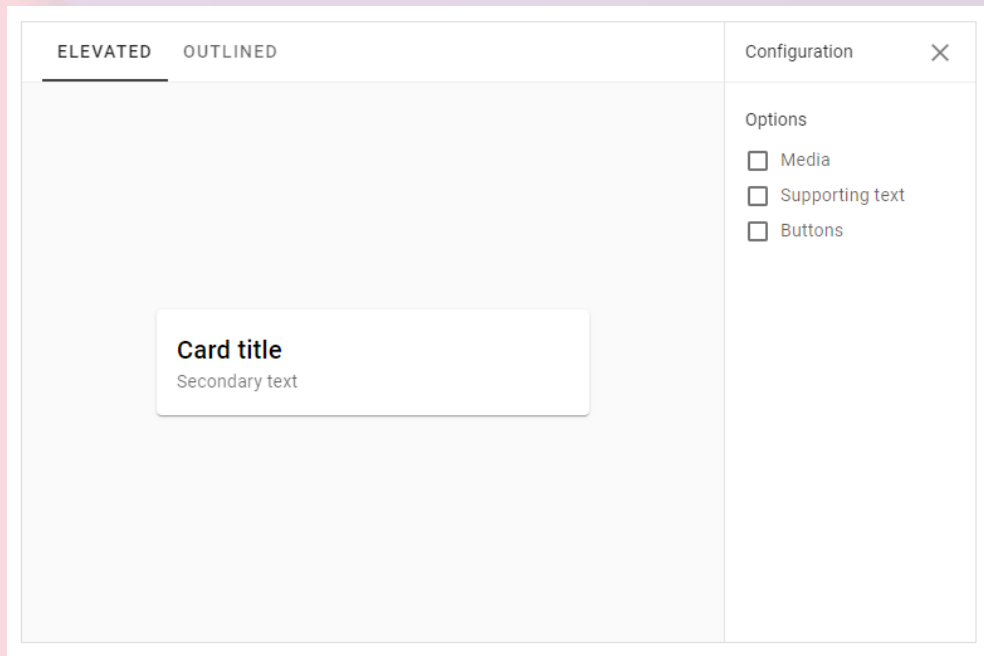 ELEVATED OUTLINED
Configuration
Options
Media
Supporting text
Buttons
Card title
Secondary text